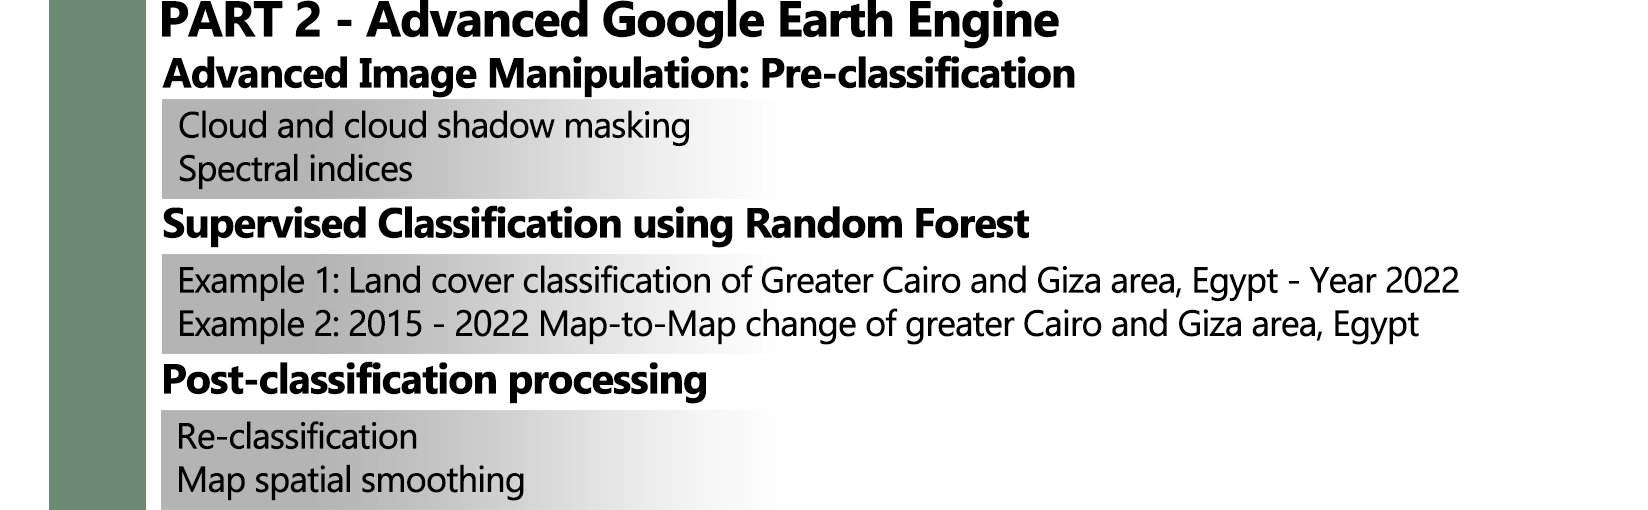 PART 2 - Advanced Google Earth Engine
Advanced Image Manipulation: Pre-classification
Cloud and cloud shadow masking
Spectral indices
Supervised Classification using Random Forest
Example 1: Land cover classification of Greater Cairo and Giza area, Egypt - Year 2022
Example 2: 2015 - 2022 Map-to-Map change of greater Cairo and Giza area, Egypt
Post-classification processing
Re-classification
Map spatial smoothing